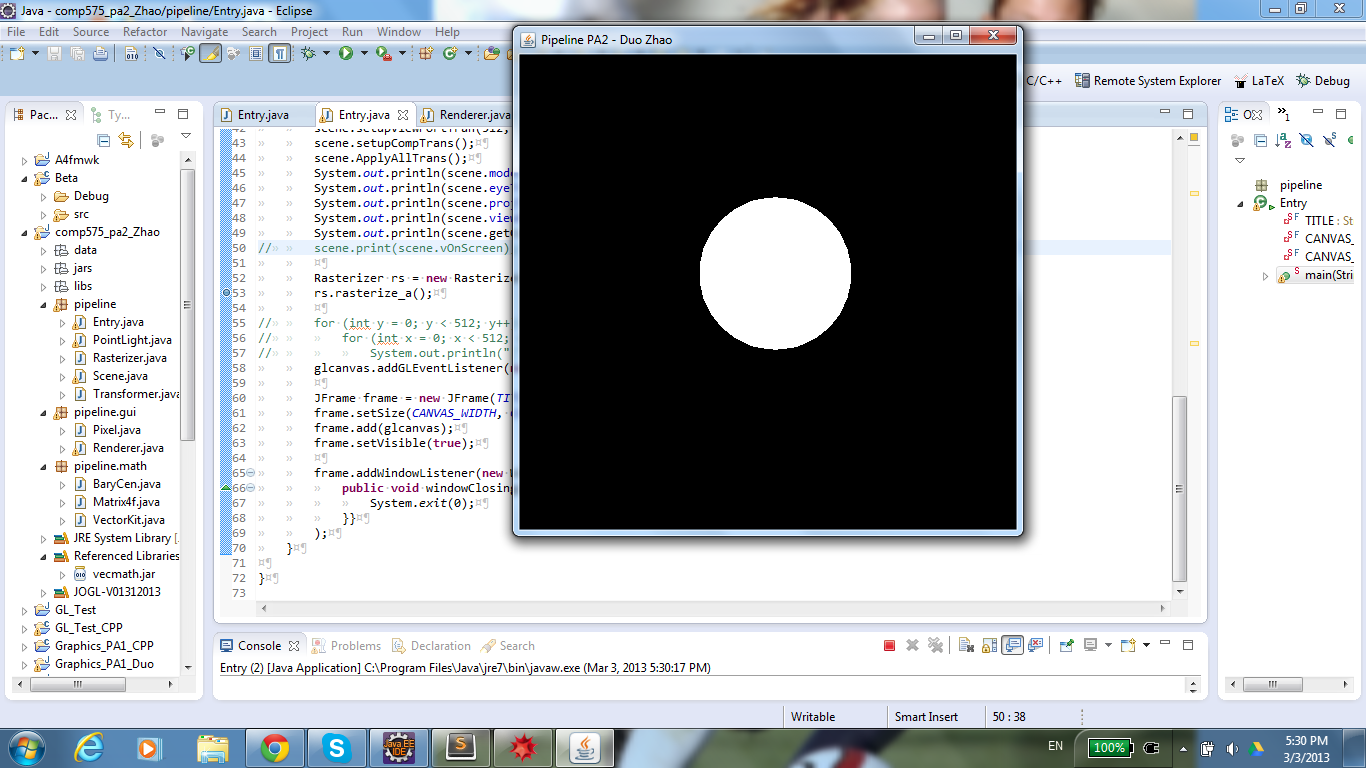 Java - comp575_pa2_Zhao/pipeline/Entry.java - Eclipse
File Edit Source Refactor Navigate Search Project Run Window Help
C/C++ Remote System Explorer LaTeX Debug
Pac... Ty...
A4fmwk
Beta
Debug
src
comp575_pa2_Zhao
data
jars
libs
pipeline
Entry.java
PointLight.java
Rasterizer.java
Scene.java
Transformer.java
pipeline.gui
Pixel.java
Renderer.java
pipeline.math
BaryCen.java
Matrix4f.java
VectorKit.java
JRE System Library [
Referenced Libraries
vecmath.jar
JOGL-V01312013
GL_Test
GL_Test_CPP
Graphics_PA1_CPP
Graphics_PA1_Duo
Entry.java Entry.java Renderer.java
42 scene.setupViewPortTran(512,
43 scene.setupCompTrans();¤¶
44 scene.ApplyAllTrans();¤¶
45 System.out.println(scene.mode
46 System.out.println(scene.eyeT
47 System.out.println(scene.pro
48 System.out.println(scene.view
49 System.out.println(scene.get
50 //» » scene.print(scene.vOnScreen)
51 » » ¤¶
52 » » Rasterizer rs = new Rasterize
53 » » rs.rasterize_a();¤¶
54 » » ¤¶
55 //» » for (int y = 0; y < 512; y++
56 //» » » for (int x = 0; x < 512;
57 //» » » » System.out.println("
58 » » glcanvas.addGLEventListener(
59 » » ¤¶
60 » » JFrame frame = new JFrame(TI
61 » » frame.setSize(CANVAS_WIDTH,
62 » » frame.add(glcanvas);¤¶
63 » » frame.setVisible(true);¤¶
64 » » ¤¶
65 » » frame.addWindowListener(new
66 » » » public void windowClosing
67 » » » » System.exit(0);¤¶
68 » » » }}¤¶
69 » » );¤¶
70 » }¤¶
71 ¤¶
72 }¤¶
73
Pipeline PA2 - Duo Zhao
O
1
pipeline
Entry
TITLE : St
CANVAS_
CANVAS_
main(Stri
Console Problems Declaration Search
Entry (2) [Java Application] C:\Program Files\Java\jre7\bin\javaw.exe (Mar 3, 2013 5:30:17 PM)
Writable Smart Insert 50 : 38
Java EE
IDE
S
S
EN 100% 5:30 PM
3/3/2013